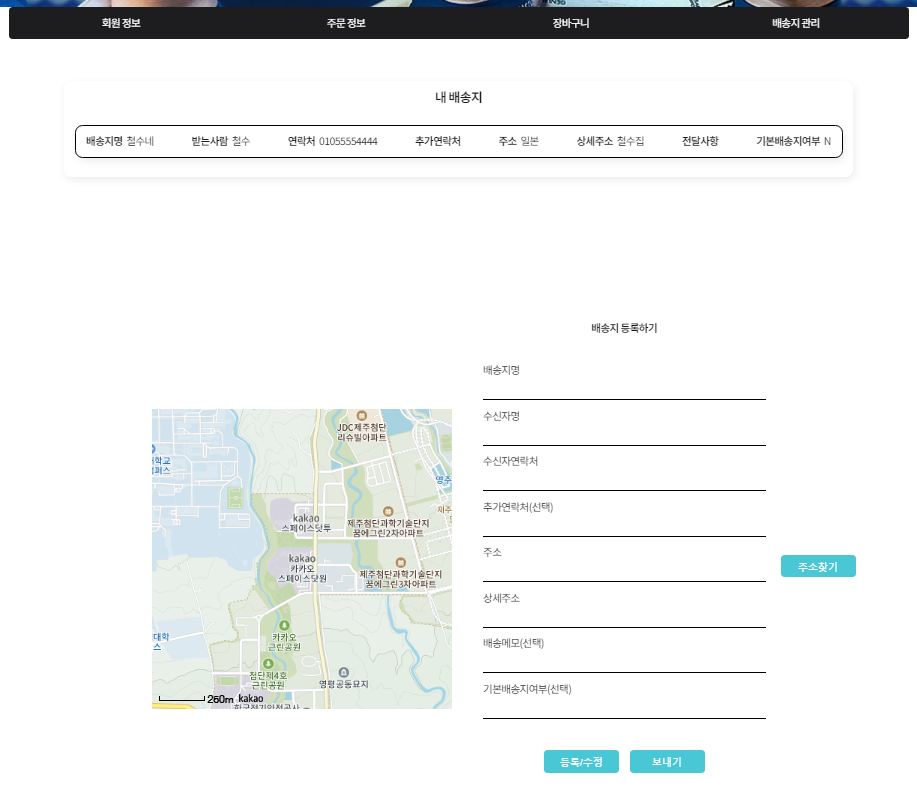 회원 정보 주문 정보 장바구니 배송지 관리
내 배송지
배송지명 철수네 받는사람 철수 연락처 01055554444 추가연락처 주소 일본 상세주소 철수집 전달사항 기본배송지여부 N
배송지 등록하기
배송지명
수신자명
수신자연락처
추가연락처(선택)
주소
주소찾기
상세주소
배송메모(선택)
기본배송지여부(선택)
등록/수정 보내기
JDC제주첨단
리슈빌아파트
kakao
스페이스닷투
제주첨단과학기술단지
꿈에그린2차아파트
kakao
카카오
스페이스닷원
제주첨단과학기술단지
꿈에그린3차아파트
카카오
근린공원
첨단제4호
근린공원
영평공동묘지
250m kakao